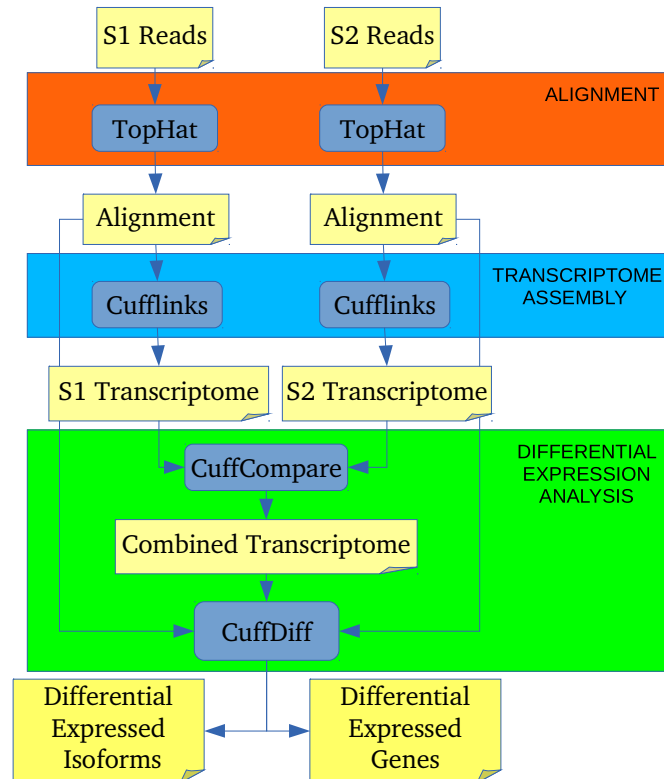 S1 Reads
S2 Reads
ALIGNMENT
TopHat
TopHat
Alignment
Alignment
TRANSCRIPTOME
ASSEMBLY
Cufflinks
Cufflinks
S1 Transcriptome
S2 Transcriptome
DIFFERENTIAL
EXPRESSION
ANALYSIS
CuffCompare
Combined Transcriptome
CuffDiff
Differential
Expressed
Isoforms
Differential
Expressed
Genes